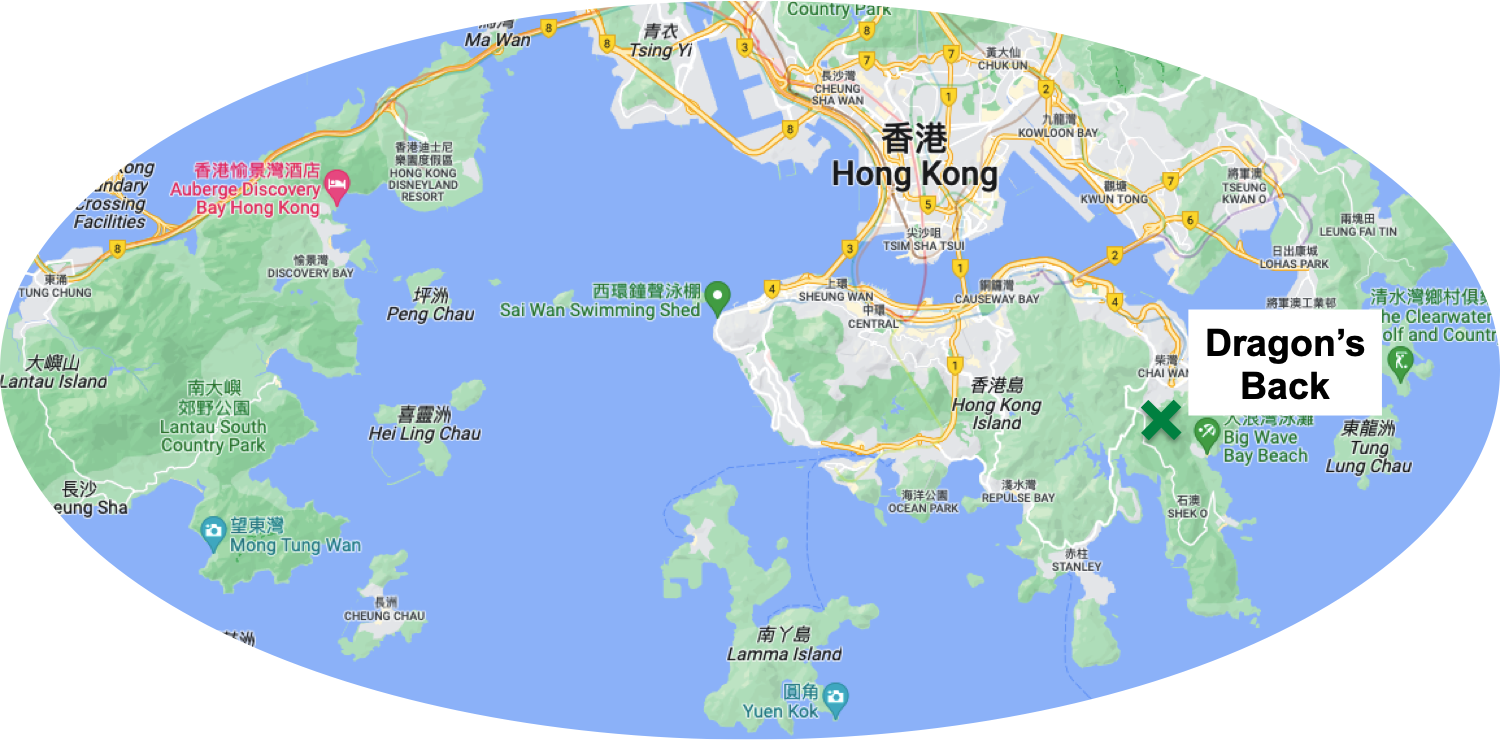 Country Park
Ma Wan
8
8
青衣
Tsing Yi
3
8
7
7
黃大仙
CHUK UN
長沙灣
CHEUNG
SHA WAN
1
2
8
九龍灣
KOWLOON BAY
香港
Hong Kong
香港迪士尼
樂園度假區
HONG KONG
DISNEYLAND
RESORT
香港愉景灣酒店
Auberge Discovery
Bay Hong Kong
Crossing
Facilities
觀塘
KWUN TONG
7
將軍澳
TSEUNG
KWAN O
5
6
兩塊田
LEUNG FAI TIN
尖沙咀
TSIM SHA TSUI
8
3
2
日出康城
LOHAS PARK
愉景灣
DISCOVERY BAY
1
東涌
TUNG CHUNG
坪洲
Peng Chau
西環鐘聲泳棚
Sai Wan Swimming Shed
4
上環
SHEUNG WAN
銅鑼灣
CAUSEWAY BAY
4
中環
CENTRAL
將軍澳工業邨
清水灣鄉村俱
he Clearwater
olf and Countr
Dragon's
Back
大嶼山
Lantau Island
1
柴灣
CHAI WAN
南大嶼
郊野公園
Lantau South
Country Park
香港島
Hong Kong
Island
喜靈洲
Hei Ling Chau
大浪灣泳灘
Big Wave
Bay Beach
東龍洲
Tung
Lung Chau
長沙
eung Sha
海洋公園
OCEAN PARK
淺水灣
REPULSE BAY
石澳
SHEK O
望東灣
Mong Tung Wan
赤柱
STANLEY
長洲
CHEUNG CHAU
南丫島
Lamma Island
圓角
Yuen Kok